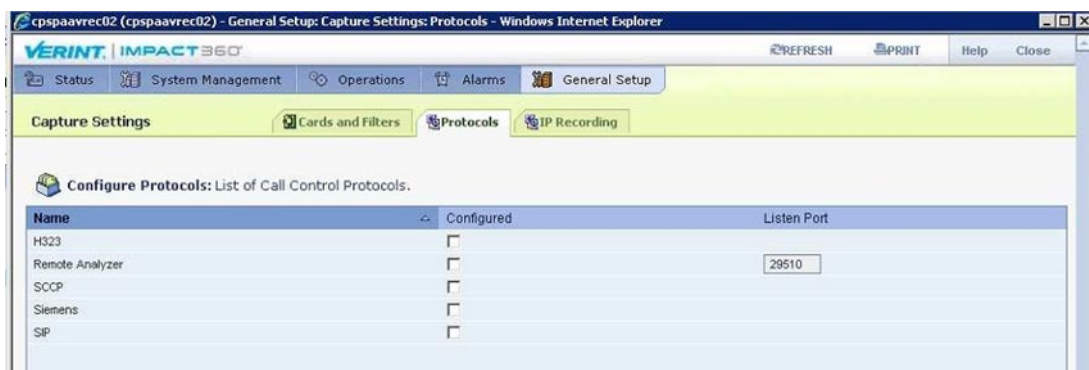 cpspaavrec02 (cpspaavrec02) - General Setup: Capture Settings: Protocols - Windows Internet Explorer
VERINT. | IMPACT360° REFRESH PRINT Help Close
Status System Management Operations Alarms General Setup
Capture Settings Cards and Filters Protocols IP Recording
Configure Protocols: List of Call Control Protocols.
Name Configured Listen Port
H323
Remote Analyzer 29510
SCCP
Siemens
SIP